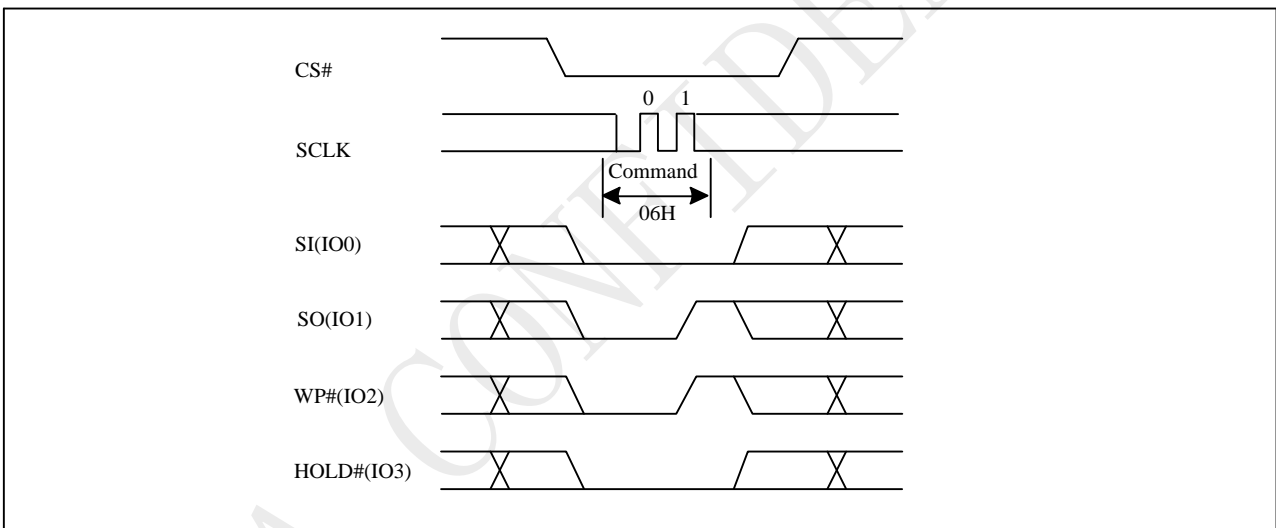 CS#
0 1
SCLK
Command
06H
SI(IO0)
SO(IO1)
WP#(IO2)
HOLD#(IO3)